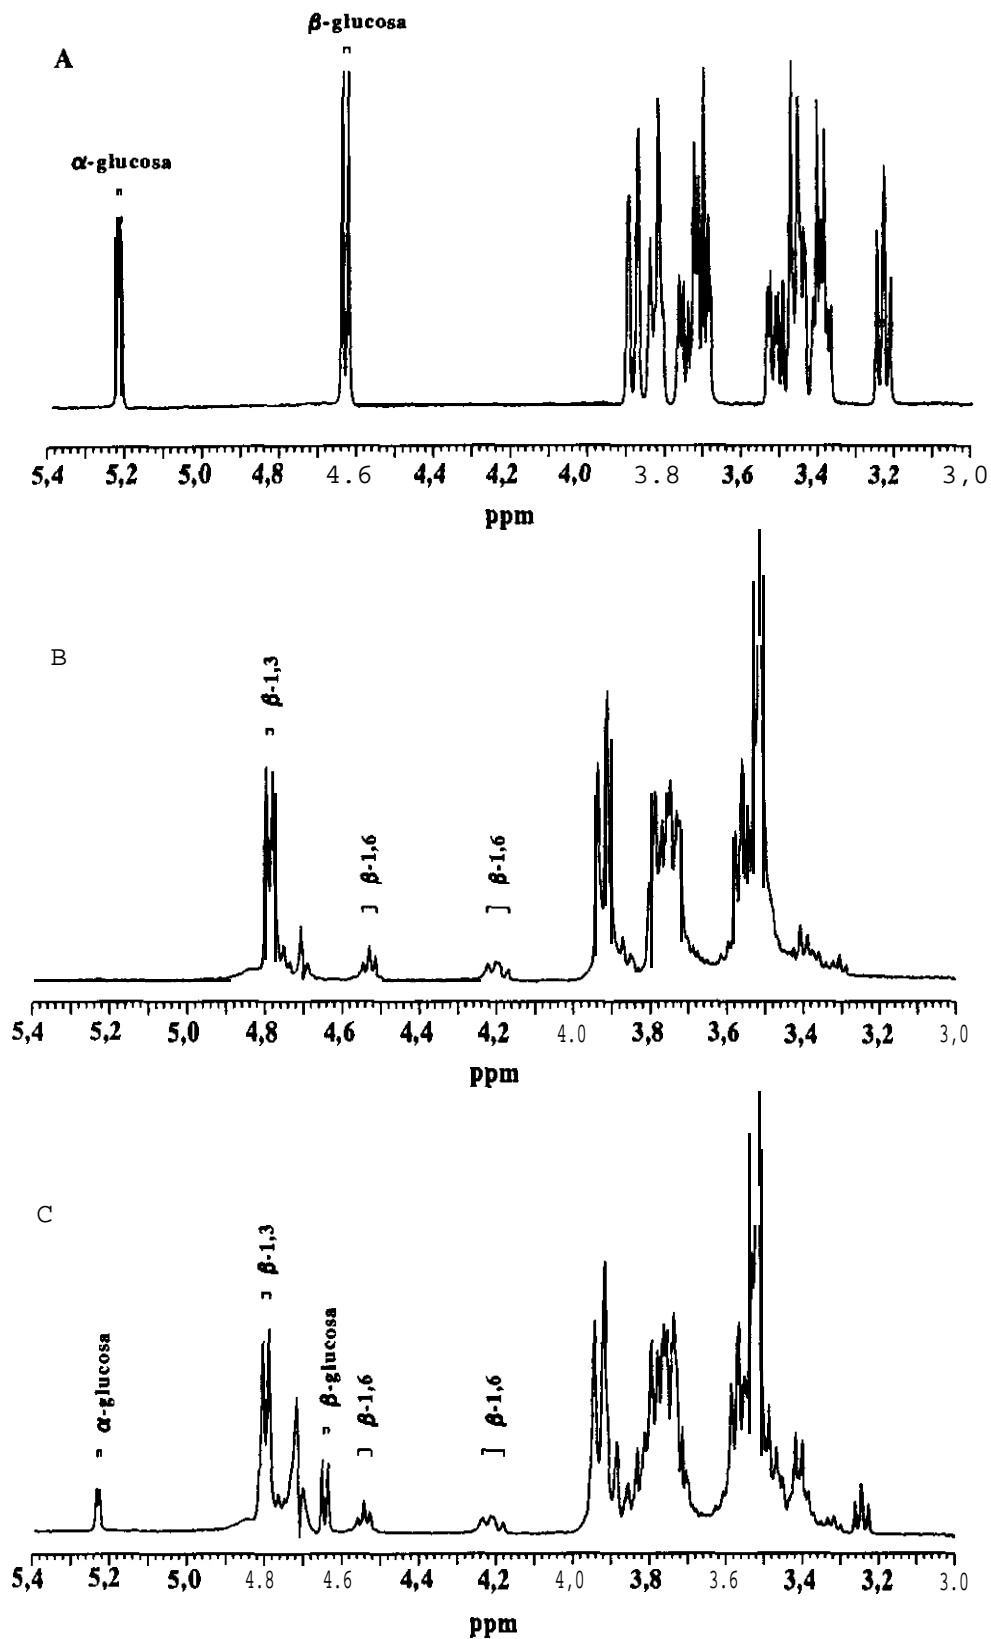 β-glucosa
A
α-glucosa
5,4 5,2 5,0 4,8 4.6 4,4 4,2 4,0 3.8 3,6 3,4 3,2 3,0
ppm
B
β-1,3
β-1,6
β-1,6
5,4 5,2 5,0 4,8 4,6 4,4 4,2 4.0 3,8 3,6 3,4 3,2 3,0
ppm
C
α-glucosa
β-1,3
β-glucosa
β-1,6
β-1,6
5,4 5,2 5,0 4.8 4.6 4,4 4,2 4,0 3,8 3.6 3,4 3,2 3.0
ppm